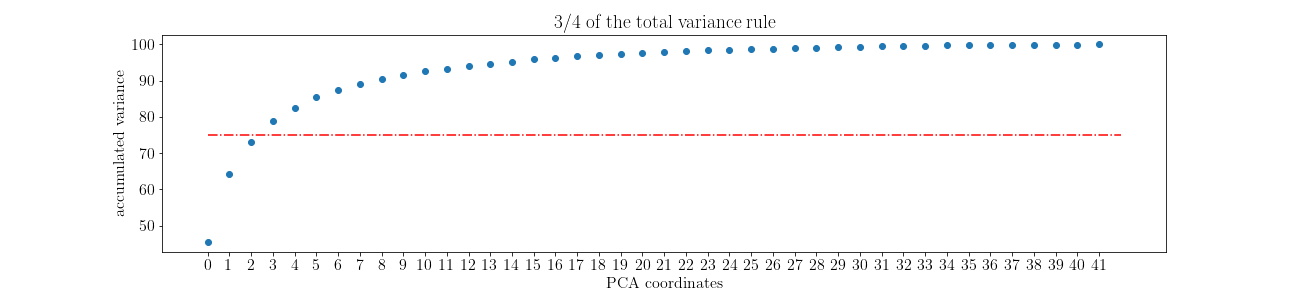 3/4 of the total variance rule
100
90
80
70
60
50
accumulated variance
0 1 2 3 4 5 6 7 8 9 10 11 12 13 14 15 16 17 18 19 20 21 22 23 24 25 26 27 28 29 30 31 32 33 34 35 36 37 38 39 40 41
PCA coordinates